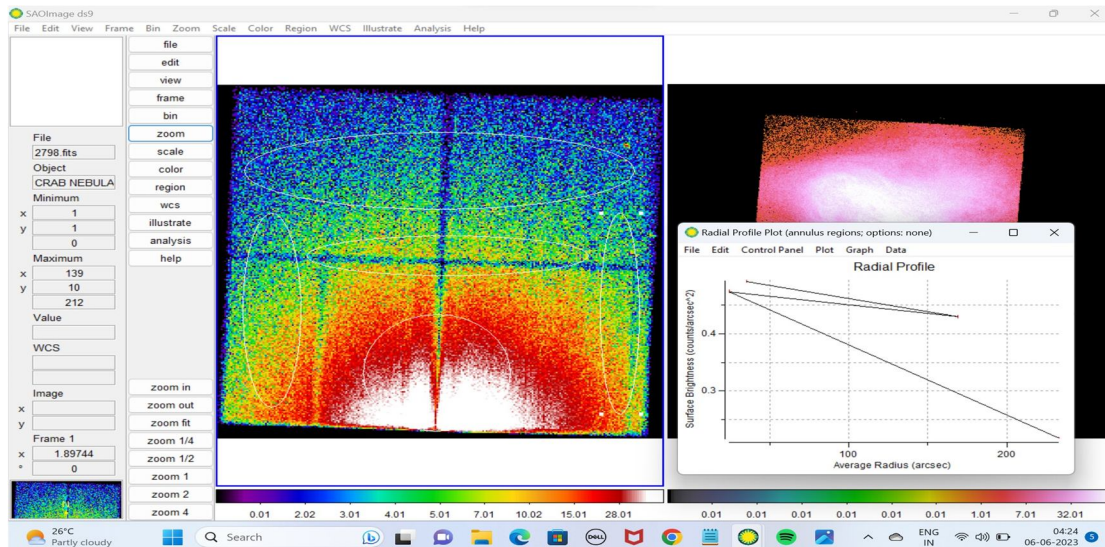 SAOImage ds9
File Edit View Frame Bin Zoom Scale Color Region WCS Illustrate Analysis Help
File
2798.fits
Object
CRAB NEBULA
Minimum
x 1
y 1
0
Maximum
x 139
y 10
212
Value
WCS
Image
x
y
Frame 1
x 1.89744
° 0
file
edit
view
frame
bin
zoom
scale
color
region
wcs
illustrate
analysis
help
zoom in
zoom out
zoom fit
zoom 1/4
zoom 1/2
zoom 1
zoom 2
zoom 4
Radial Profile Plot (annulus regions; options: none)
File Edit Control Panel Plot Graph Data
Radial Profile
Surface Brightness (counts/arcsec^2)
0.4
0.3
100 200
Average Radius (arcsec)
0.01 2.02 3.01 4.01 5.01 7.01 10.02 15.01 28.01
0.01 0.01 0.01 0.01 0.01 0.01 1.01 7.01 32.01
26°C
Partly cloudy
Search
DELL
ENG
IN
04:24
06-06-2023
5